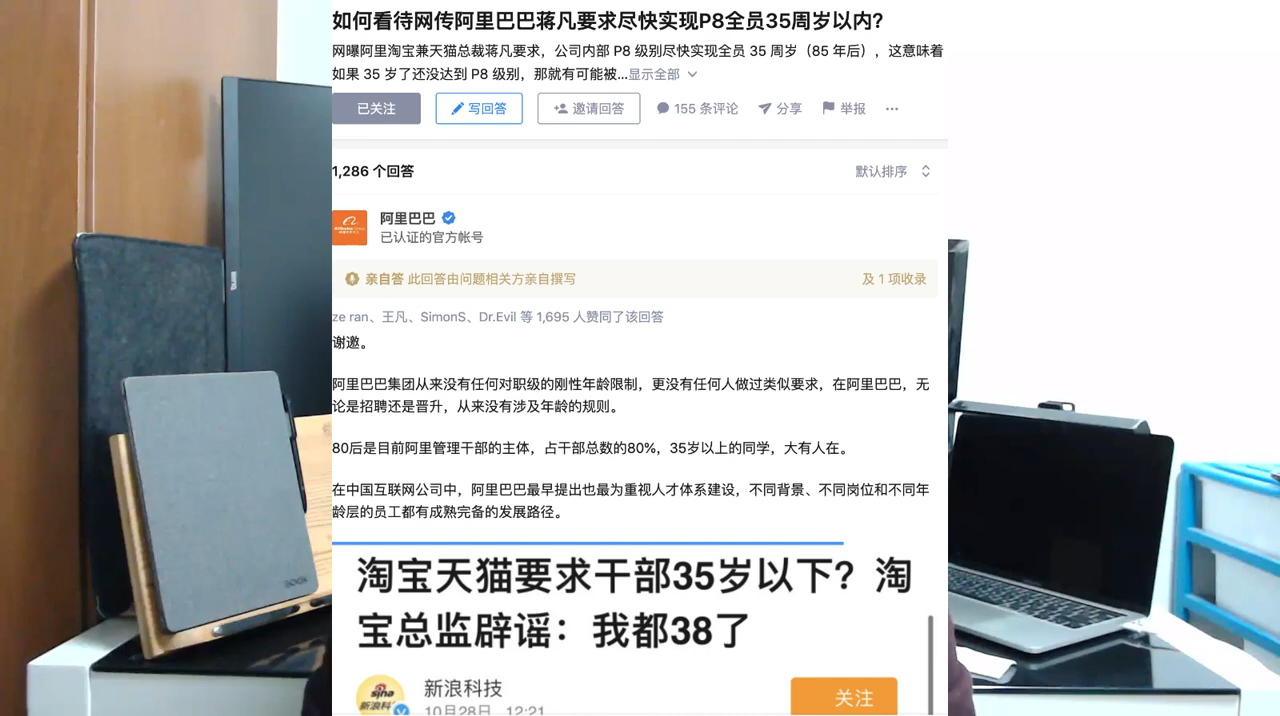 如何看待网传阿里巴巴蒋凡要求尽快实现P8全员35周岁以内?
网曝阿里淘宝兼天猫总裁蒋凡要求，公司内部 P8 级别尽快实现全员 35 周岁（85 年后），这意味着
如果 35 岁了还没达到 P8 级别，那就有可能被...显示全部
已关注
写回答
邀请回答
155 条评论
分享
举报
1,286 个回答
默认排序
阿里巴巴
已认证的官方帐号
亲自答 此回答由问题相关方亲自撰写
及 1 项收录
ze ran、王凡、SimonS、Dr.Evil 等 1,695 人赞同了该回答
谢邀。
阿里巴巴集团从来没有任何对职级的刚性年龄限制，更没有任何人做过类似要求，在阿里巴巴，无
论是招聘还是晋升，从来没有涉及年龄的规则。
80后是目前阿里管理干部的主体，占干部总数的80%，35岁以上的同学，大有人在。
在中国互联网公司中，阿里巴巴最早提出也最为重视人才体系建设，不同背景、不同岗位和不同年
龄层的员工都有成熟完备的发展路径。
淘宝天猫要求干部35岁以下？淘
宝总监辟谣：我都38了
sina
新浪科技
新浪科技
10月28日 12:21
关注
BOOX